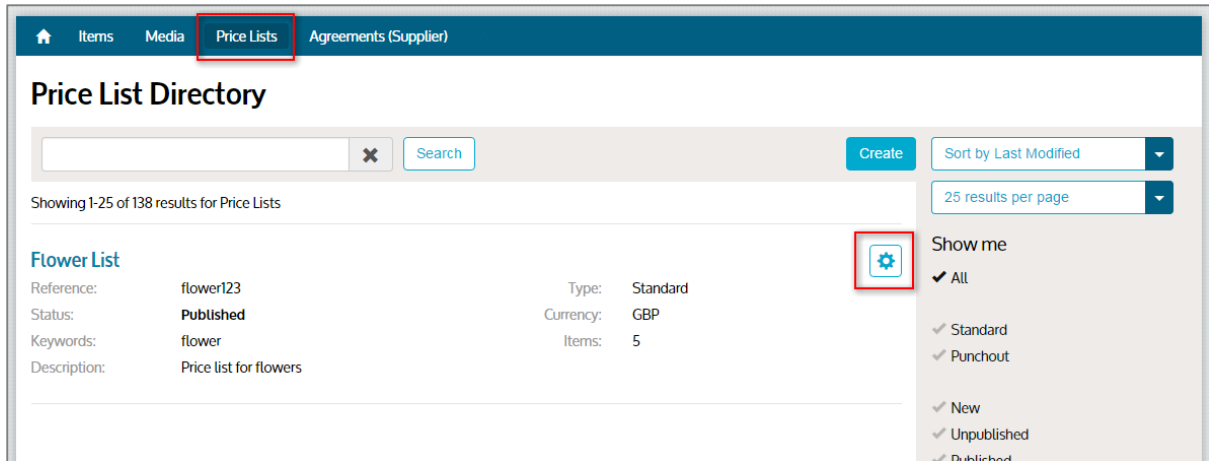 Items Media Price Lists Agreements (Supplier)
Price List Directory
Search Create Sort by Last Modified
25 results per page
Showing 1-25 of 138 results for Price Lists
Flower List
Reference: flower123 Type: Standard
Status: Published Currency: GBP
Keywords: flower Items: 5
Description: Price list for flowers
Show me
All
Standard
Punchout
New
Unpublished
Published